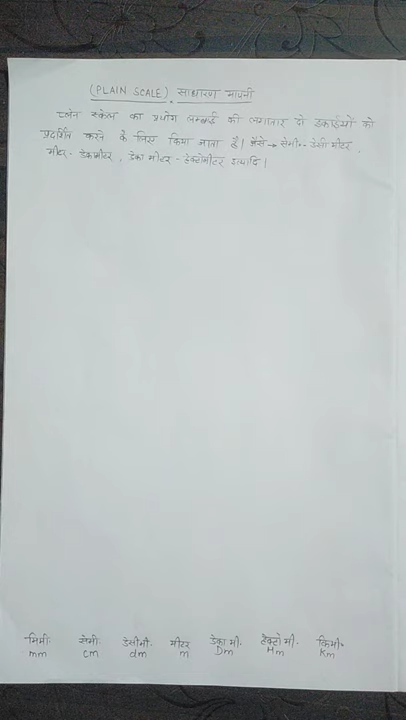 (PLAIN SCALE) साधारण मापनी
प्लेन स्केल का प्रयोग लम्बाई की लगातार दो इकाईयों को
प्रदर्शित करने के लिए किया जाता है। जैसे → सेमी॰- डेसी मीटर,
मीटर - डेकामीटर, डेका मीटर - हेक्टोमीटर इत्यादि।
मिमी॰ सेमी॰ डेसीमी॰ मीटर डेका मी॰ हैक्टो मी॰ किमी॰
mm cm dm m Dm Hm Km